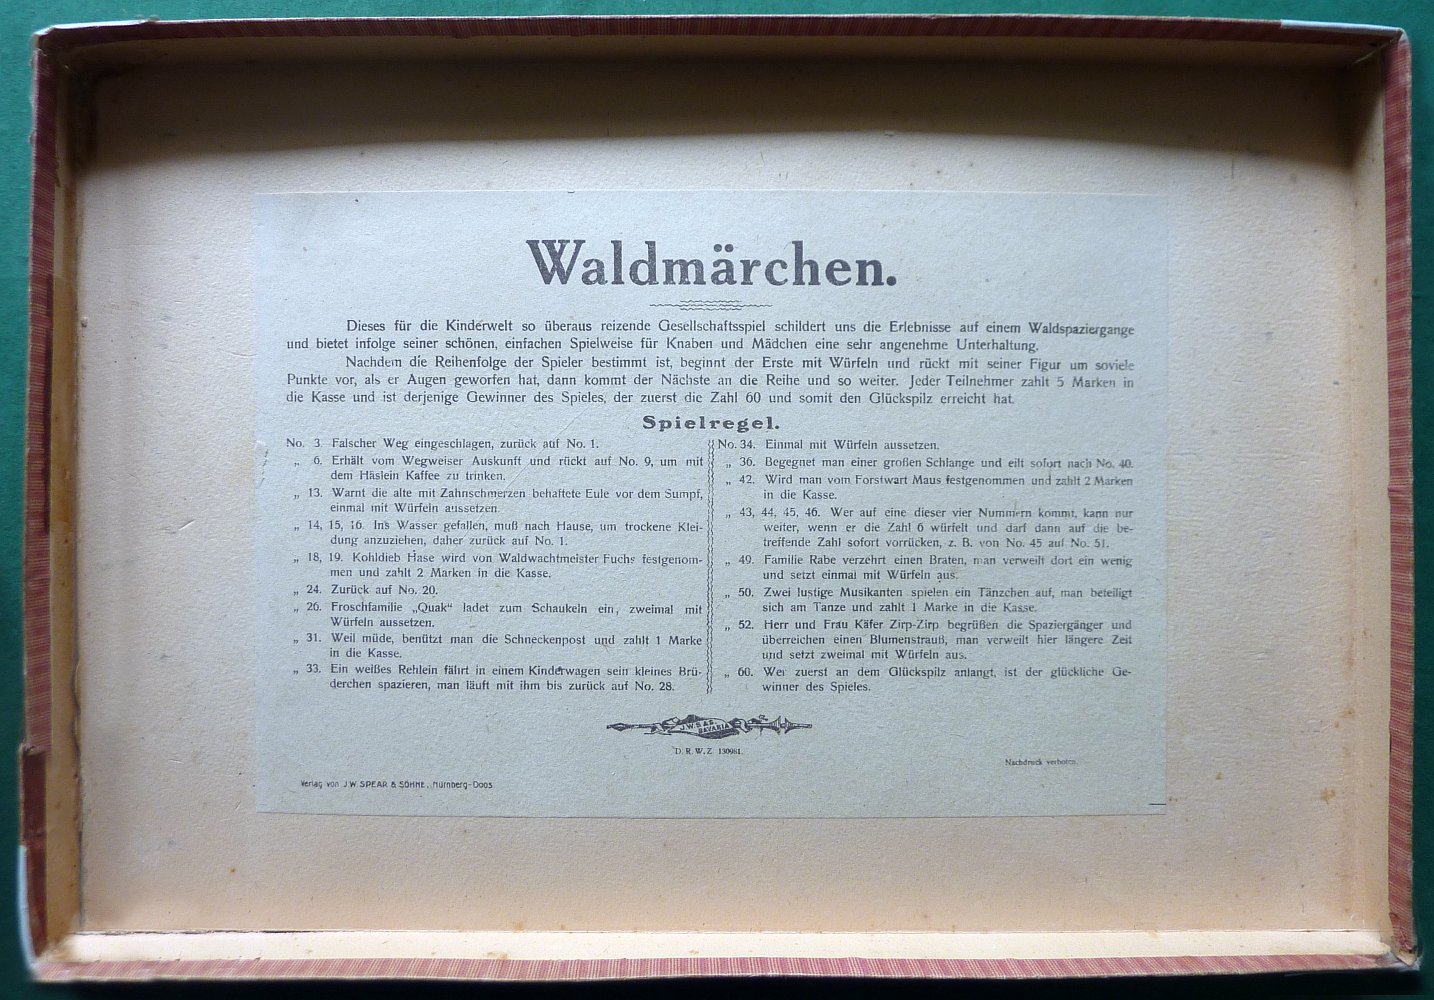 Waldmärchen.
Dieses für die Kinderwelt so überaus reizende Gesellschaftsspiel schildert uns die Erlebnisse auf einem Waldspaziergange
und bietet infolge seiner schönen, einfachen Spielweise für Knaben und Mädchen eine sehr angenehme Unterhaltung.
Nachdem die Reihenfolge der Spieler bestimmt ist, beginnt der Erste mit Würfeln und rückt mit seiner Figur um soviele
Punkte vor, als er Augen geworfen hat, dann kommt der Nächste an die Reihe und so weiter. Jeder Teilnehmer zahlt 5 Marken in
die Kasse und ist derjenige Gewinner des Spieles, der zuerst die Zahl 60 und somit den Glückspilz erreicht hat.
Spielregel.
No. 3. Falscher Weg eingeschlagen, zurück auf No. 1.
„ 6. Erhält vom Wegweiser Auskunft und rückt auf No. 9, um mit
dem Häslein Kaffee zu trinken.
„ 13. Warnt die alte mit Zahnschmerzen behaftete Eule vor dem Sumpf,
einmal mit Würfeln aussetzen.
„ 14, 15, 16. Ins Wasser gefallen, muß nach Hause, um trockene Klei-
dung anzuziehen, daher zurück auf No. 1.
„ 18, 19. Kohldieb Hase wird von Waldwachtmeister Fuchs festgenom-
men und zahlt 2 Marken in die Kasse.
„ 24. Zurück auf No. 20.
„ 26. Froschfamilie „Quak“ ladet zum Schaukeln ein, zweimal mit
Würfeln aussetzen.
„ 31. Weil müde, benützt man die Schneckenpost und zahlt 1 Marke
in die Kasse.
„ 33. Ein weißes Rehlein fährt in einem Kinderwagen sein kleines Brü-
derchen spazieren, man läuft mit ihm bis zurück auf No. 28.
No. 34. Einmal mit Würfeln aussetzen.
„ 36. Begegnet man einer großen Schlange und eilt sofort nach No. 40.
„ 42. Wird man vom Forstwart Maus festgenommen und zahlt 2 Marken
in die Kasse.
„ 43, 44, 45, 46. Wer auf eine dieser vier Nummern kommt, kann nur
weiter, wenn er die Zahl 6 würfelt und darf dann auf die be-
treffende Zahl sofort vorrücken, z. B. von No. 45 auf No. 51.
„ 49. Familie Rabe verzehrt einen Braten, man verweilt dort ein wenig
und setzt einmal mit Würfeln aus.
„ 50. Zwei lustige Musikanten spielen ein Tänzchen auf, man beteiligt
sich am Tanze und zahlt 1 Marke in die Kasse.
„ 52. Herr und Frau Käfer Zirp-Zirp begrüßen die Spaziergänger und
überreichen einen Blumenstrauß, man verweilt hier längere Zeit
und setzt zweimal mit Würfeln aus.
„ 60. Wer zuerst an dem Glückspilz anlangt, ist der glückliche Ge-
winner des Spieles.
J.W.S & S.
BAVARIA
D. R. W. Z. 130981.
Nachdruck verboten.
Verlag von J. W. SPEAR & SÖHNE, Nürnberg-Doos